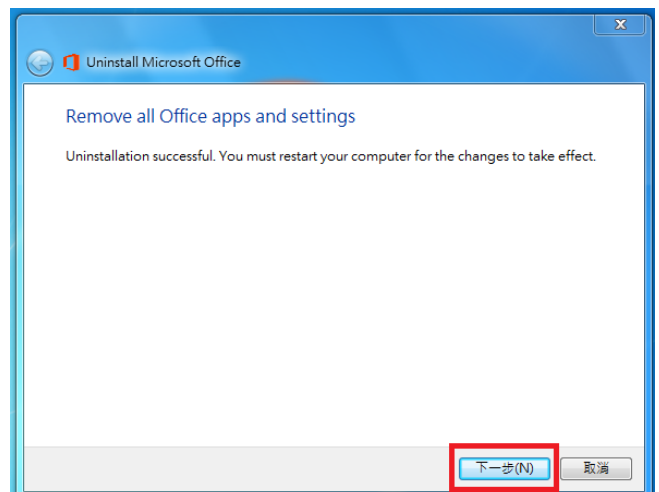 Uninstall Microsoft Office
Remove all Office apps and settings
Uninstallation successful. You must restart your computer for the changes to take effect.
下一步(N)
取消